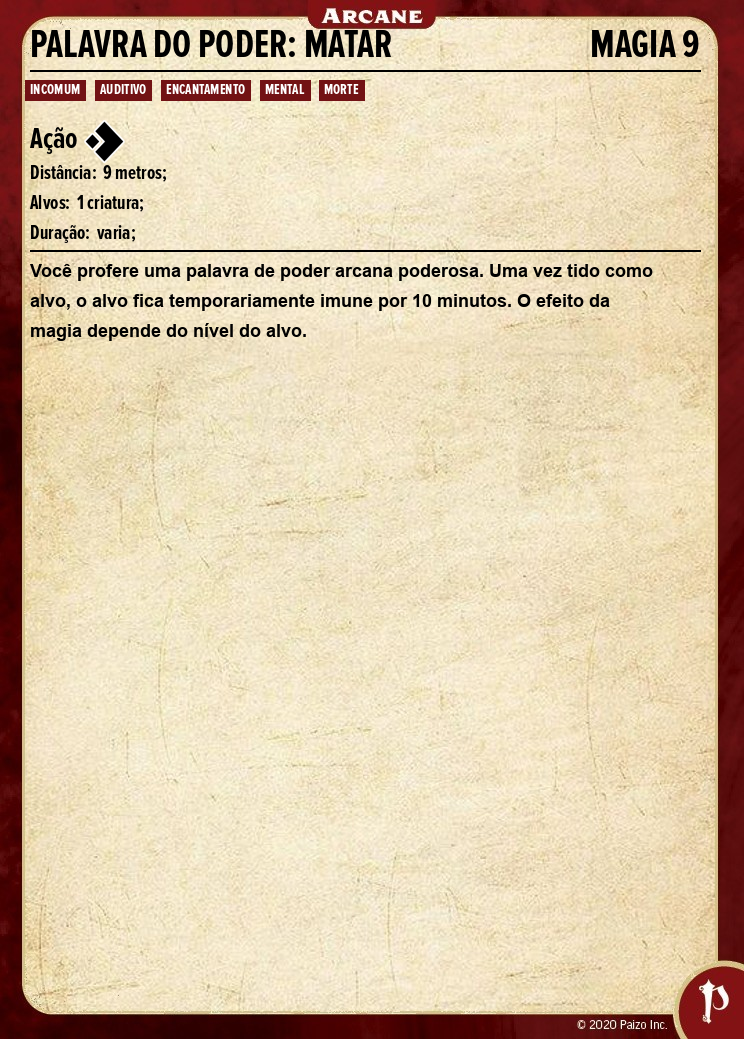 ARCANE
PALAVRA DO PODER: MATAR MAGIA 9
INCOMUM AUDITIVO ENCANTAMENTO MENTAL MORTE
Ação
Distância: 9 metros;
Alvos: 1 criatura;
Duração: varia;
Você profere uma palavra de poder arcana poderosa. Uma vez tido como
alvo, o alvo fica temporariamente imune por 10 minutos. O efeito da
magia depende do nível do alvo.
© 2020 Paizo Inc.
P